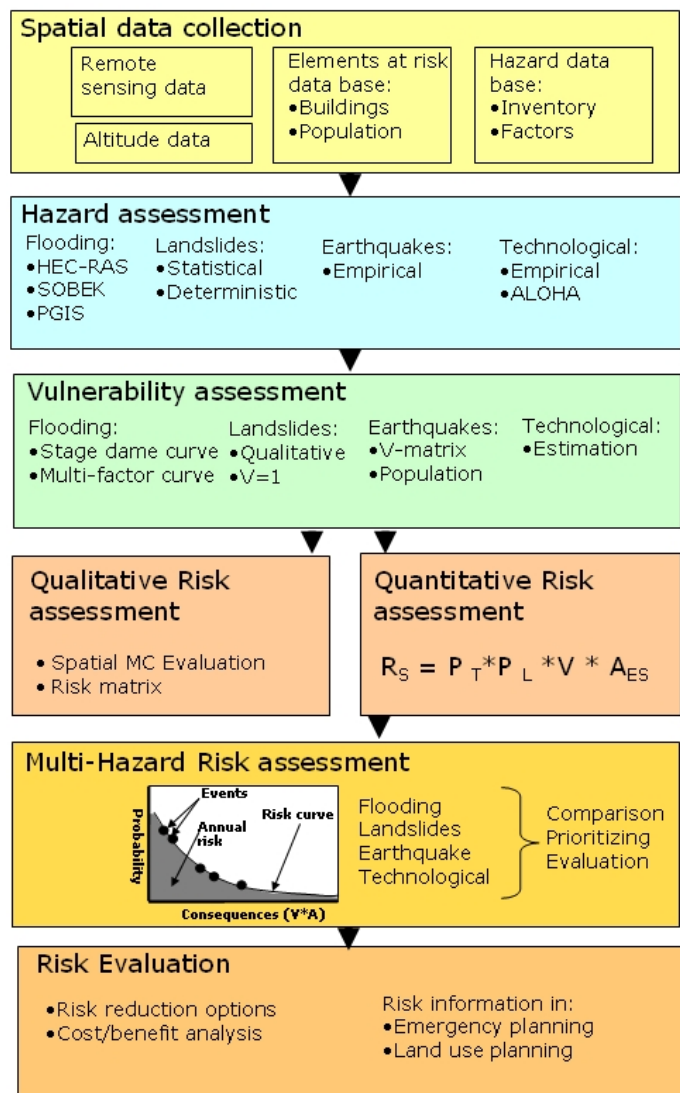 Spatial data collection
Remote
sensing data
Altitude data
Elements at risk
data base:
•Buildings
•Population
Hazard data
base:
•Inventory
•Factors
Hazard assessment
Flooding:
•HEC-RAS
•SOBEK
•PGIS
Landslides:
•Statistical
•Deterministic
Earthquakes:
•Empirical
Technological:
•Empirical
•ALOHA
Vulnerability assessment
Flooding:
•Stage dame curve
•Multi-factor curve
Landslides:
•Qualitative
•V=1
Earthquakes:
•V-matrix
•Population
Technological:
•Estimation
Qualitative Risk
assessment
• Spatial MC Evaluation
• Risk matrix
Quantitative Risk
assessment
R_S = P_T*P_L *V * A_ES
Multi-Hazard Risk assessment
Probability
Events
Annual
risk
Risk curve
Consequences (V*A)
Flooding
Landslides
Earthquake
Technological
Comparison
Prioritizing
Evaluation
Risk Evaluation
•Risk reduction options
•Cost/benefit analysis
Risk information in:
•Emergency planning
•Land use planning